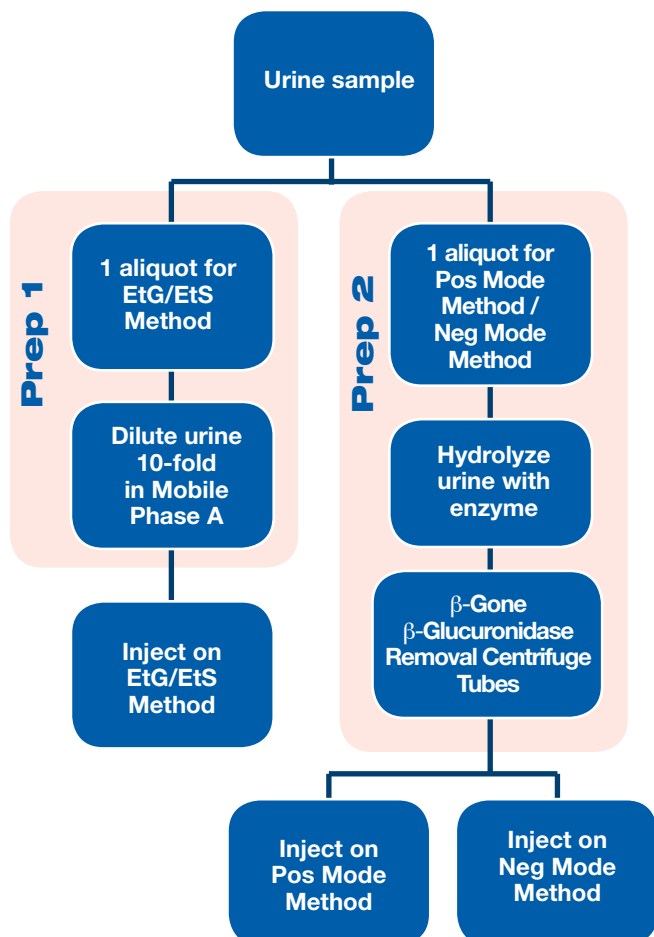 Urine sample
Prep 1
1 aliquot for
EtG/EtS
Method
Dilute urine
10-fold
in Mobile
Phase A
Inject on
EtG/EtS
Method
Prep 2
1 aliquot for
Pos Mode
Method /
Neg Mode
Method
Hydrolyze
urine with
enzyme
β-Gone
β-Glucuronidase
Removal Centrifuge
Tubes
Inject on
Pos Mode
Method
Inject on
Neg Mode
Method